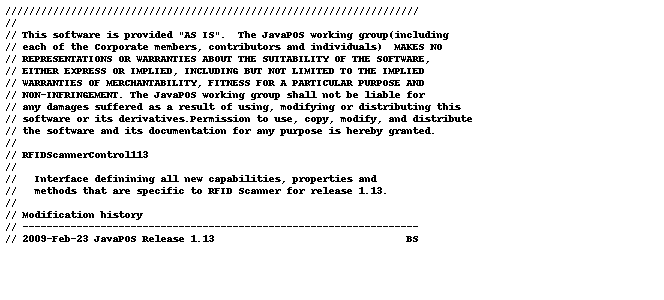 //////////////////////////////////////////////////////////////////////
//
// This software is provided "AS IS".  The JavaPOS working group(including
// each of the Corporate members, contributors and individuals)  MAKES NO
// REPRESENTATIONS OR WARRANTIES ABOUT THE SUITABILITY OF THE SOFTWARE,
// EITHER EXPRESS OR IMPLIED, INCLUDING BUT NOT LIMITED TO THE IMPLIED
// WARRANTIES OF MERCHANTABILITY, FITNESS FOR A PARTICULAR PURPOSE AND
// NON-INFRINGEMENT. The JavaPOS working group shall not be liable for
// any damages suffered as a result of using, modifying or distributing this
// software or its derivatives.Permission to use, copy, modify, and distribute
// the software and its documentation for any purpose is hereby granted.
//
// RFIDScannerControl113
//
//   Interface definining all new capabilities, properties and
//   methods that are specific to RFID Scanner for release 1.13.
//
// Modification history
// -------------------------------------------------------------------
// 2009-Feb-23 JavaPOS Release 1.13                                 BS